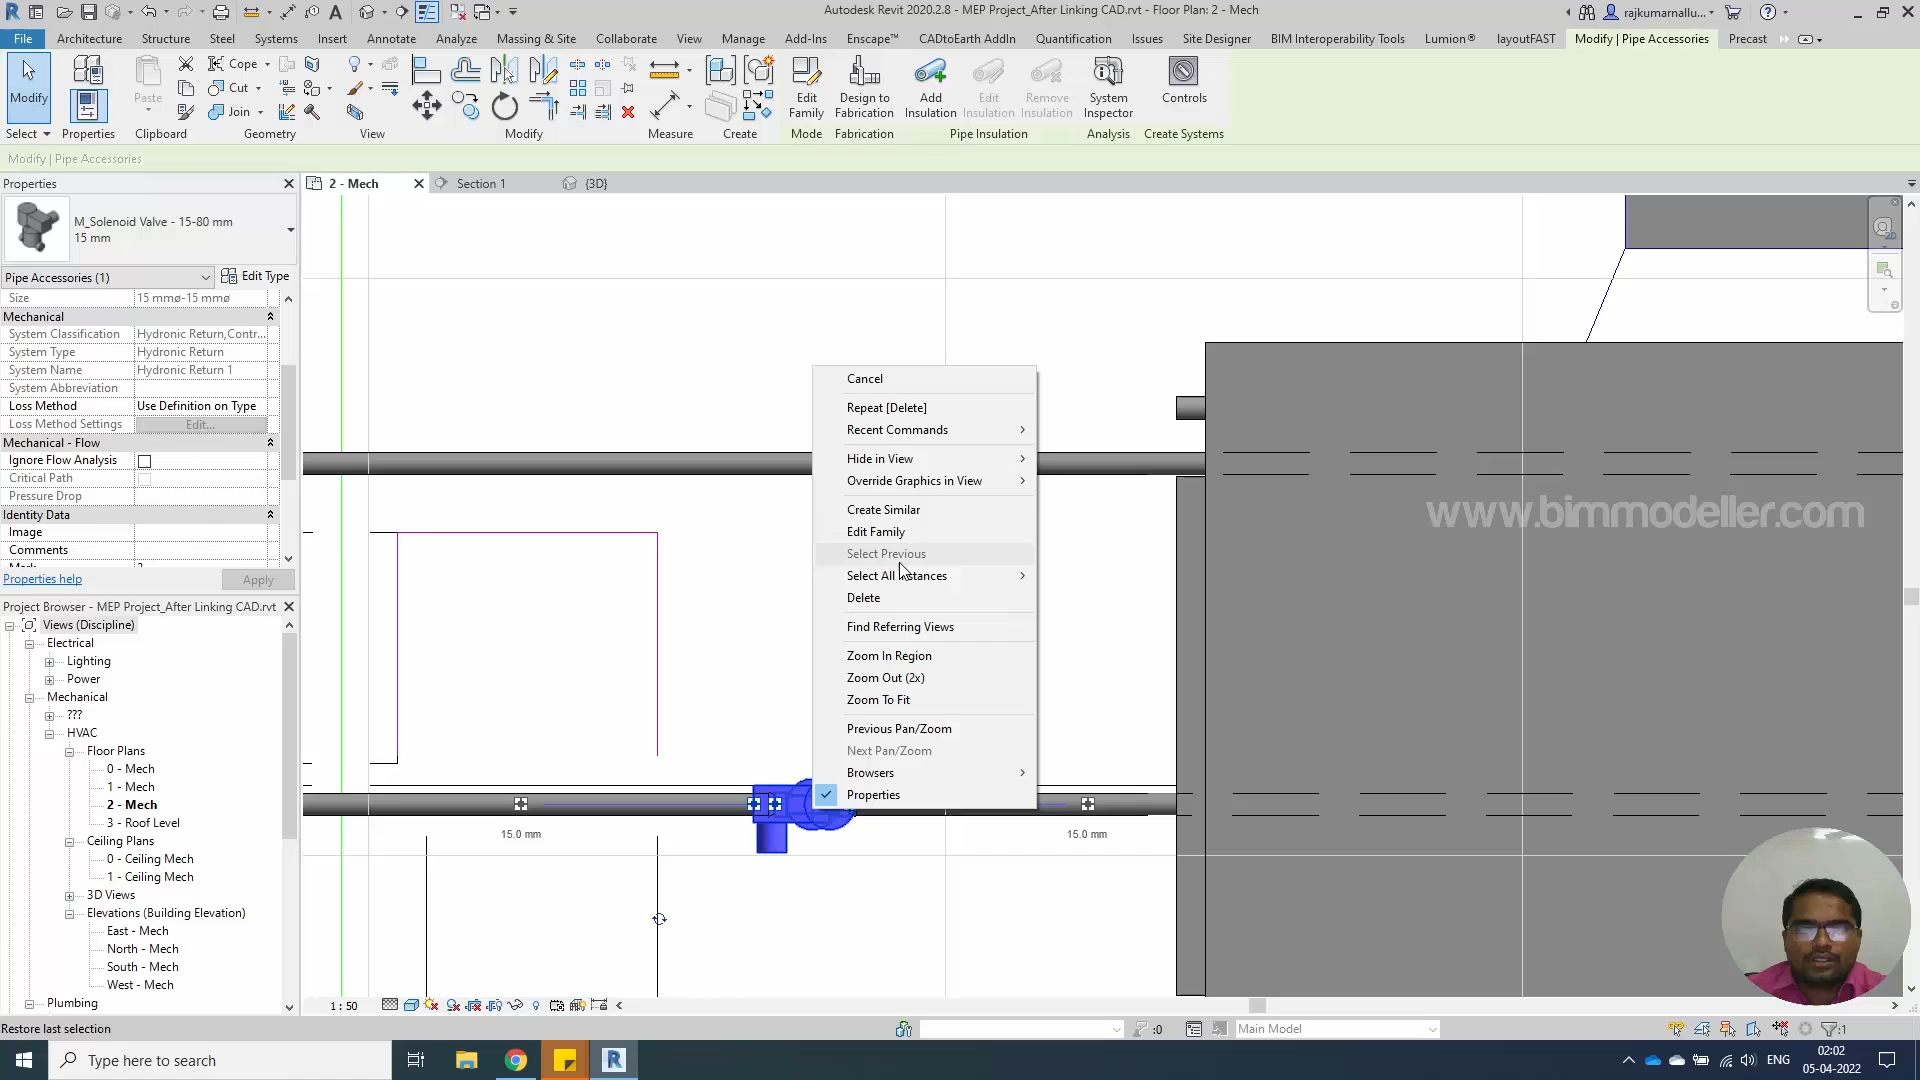 Autodesk Revit 2020.2.8 - MEP Project_After Linking CAD.rvt - Floor Plan: 2 - Mech
rajkumarnallu...
File Architecture Structure Steel Systems Insert Annotate Analyze Massing & Site Collaborate View Manage Add-Ins Enscape™ CADtoEarth AddIn Quantification Issues Site Designer BIM Interoperability Tools Lumion® layoutFAST Modify | Pipe Accessories Precast
Modify
Paste
Cope
Cut
Join
Edit Family
Design to Fabrication
Add Insulation
Edit Insulation
Remove Insulation
System Inspector
Controls
Select Properties Clipboard Geometry View Modify Measure Create Mode Fabrication Pipe Insulation Analysis Create Systems
Modify | Pipe Accessories
Properties
2 - Mech
Section 1
{3D}
M_Solenoid Valve - 15-80 mm
15 mm
Pipe Accessories (1)
Edit Type
Size 15 mmø-15 mmø
Mechanical
System Classification Hydronic Return,Contr...
System Type Hydronic Return
System Name Hydronic Return 1
System Abbreviation
Loss Method Use Definition on Type
Loss Method Settings Edit...
Mechanical - Flow
Ignore Flow Analysis
Critical Path
Pressure Drop
Identity Data
Image
Comments
Properties help
Apply
Project Browser - MEP Project_After Linking CAD.rvt
Views (Discipline)
Electrical
Lighting
Power
Mechanical
???
HVAC
Floor Plans
0 - Mech
1 - Mech
2 - Mech
3 - Roof Level
Ceiling Plans
0 - Ceiling Mech
1 - Ceiling Mech
3D Views
Elevations (Building Elevation)
East - Mech
North - Mech
South - Mech
West - Mech
Plumbing
Cancel
Repeat [Delete]
Recent Commands
Hide in View
Override Graphics in View
Create Similar
Edit Family
Select Previous
Select All Instances
Delete
Find Referring Views
Zoom In Region
Zoom Out (2x)
Zoom To Fit
Previous Pan/Zoom
Next Pan/Zoom
Browsers
Properties
www.bimmodeller.com
2D
15.0 mm
15.0 mm
1 : 50
Restore last selection
:0
Main Model
:1
Type here to search
ENG
02:02
05-04-2022